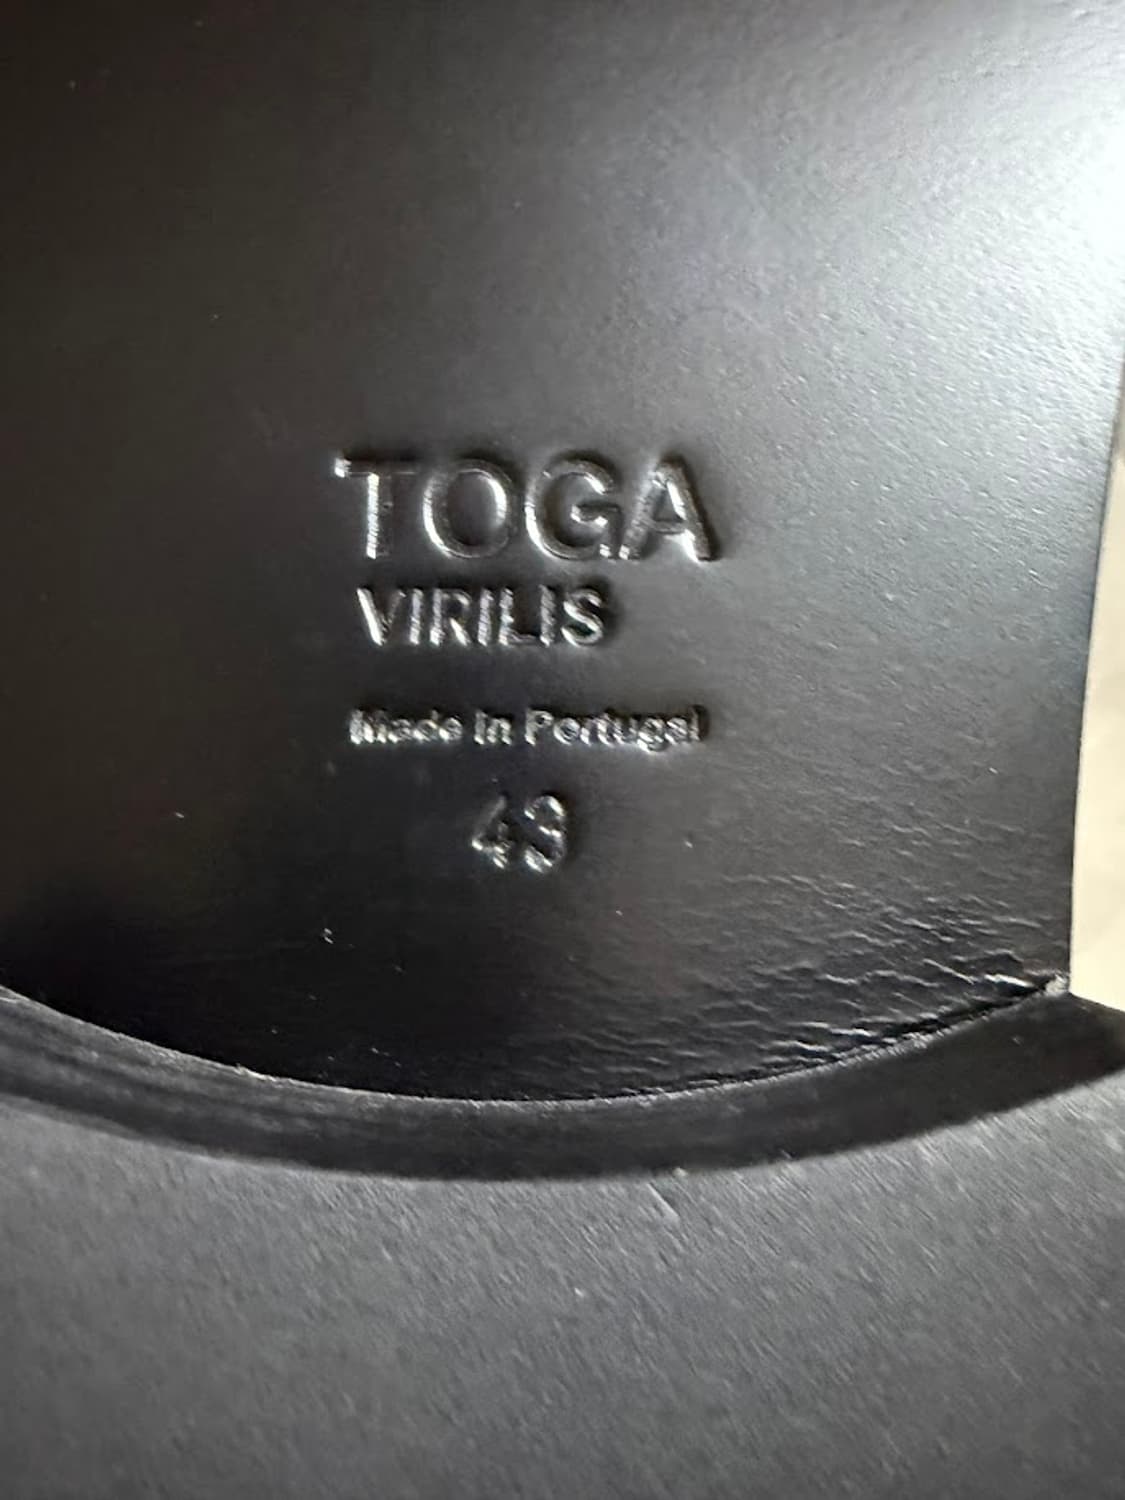 TOGA
VIRILIS
Made In Portugal
43